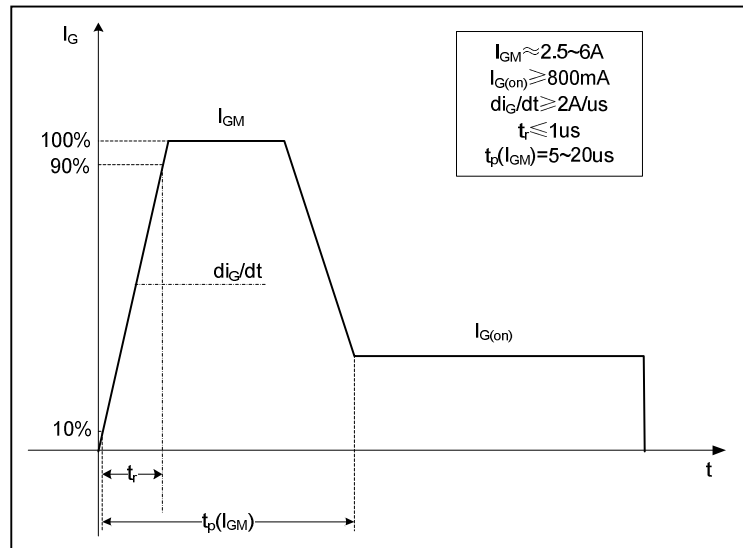 I_G
I_GM≈2.5~6A
I_G(on)≥800mA
di_G/dt≥2A/us
t_r≤1us
t_p(I_GM)=5~20us
I_GM
100%
90%
di_G/dt
I_G(on)
10%
t
t_r
t_p(I_GM)